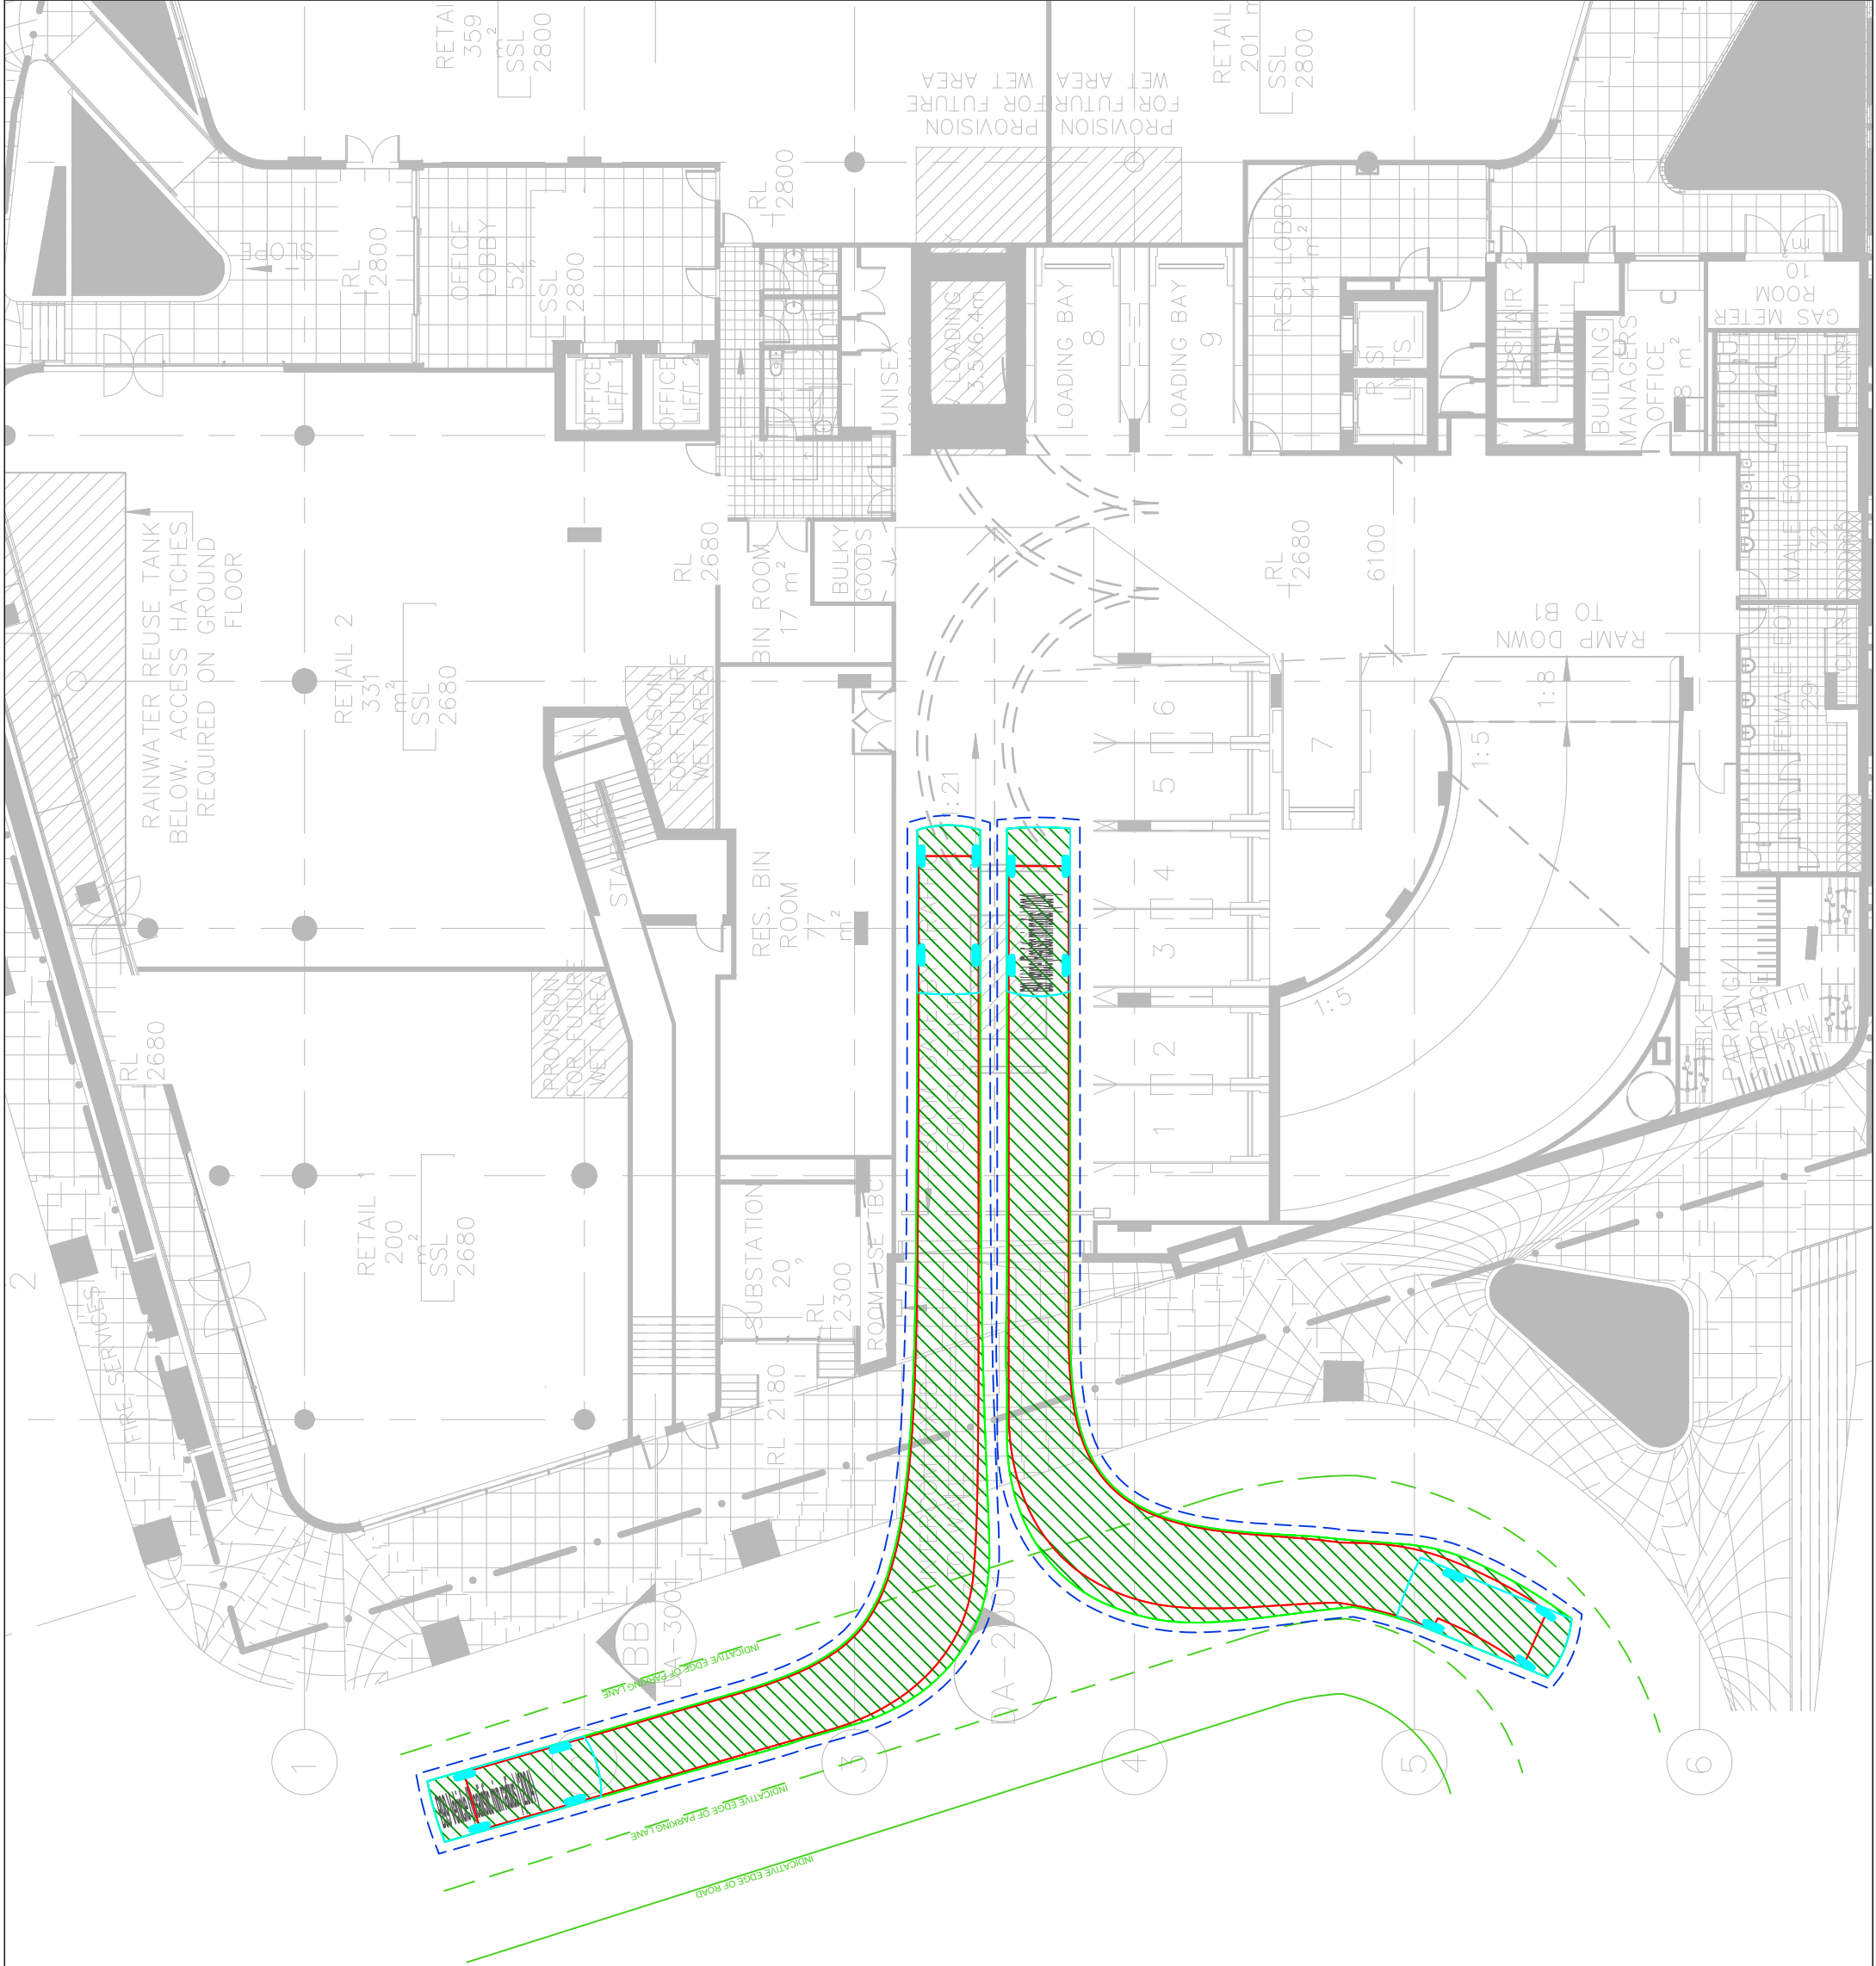 RETAIL
359
m²
SSL
2800
PROVISION
FOR FUTURE
WET AREA
PROVISION
FOR FUTURE
WET AREA
RETAIL
201 m
SSL
2800
SLOPE
RL
2800
OFFICE
LOBBY
52
SSL
2800
RL
2800
OFFICE
LIFT 1
OFFICE
LIFT 2
UNISEX
LOADING
LOADING BAY
8
LOADING BAY
9
RESI LOBBY
41 m²
RESI
LIFTS
STAIR 2
BUILDING
MANAGERS
OFFICE
8 m²
GAS METER
ROOM
10
CLNR
MALE EOT
32
FEMALE EOT
29
CLNR
RAINWATER REUSE TANK
BELOW. ACCESS HATCHES
REQUIRED ON GROUND
FLOOR
RETAIL 2
331
m²
SSL
2680
RL
2680
BIN ROOM
17 m²
BULKY
GOODS
RL
2680
6100
RAMP DOWN
TO B1
1:8
1:5
1:5
PROVISION
FOR FUTURE
WET AREA
1
2
3
4
5
6
7
RES. BIN
ROOM
77
m²
PROVISION
FOR FUTURE
WET AREA
RL
2680
RETAIL 1
200
m²
SSL
2680
SUBSTATION
20
RL
2300
ROOM USE TBC
RL 2180
BIKE
PARKING/
STORAGE
35
m²
2
FIRE SERVICES
BB
DA-3001
INDICATIVE EDGE OF PARKING LANE
INDICATIVE EDGE OF PARKING LANE
INDICATIVE EDGE OF ROAD
1
3
4
5
6